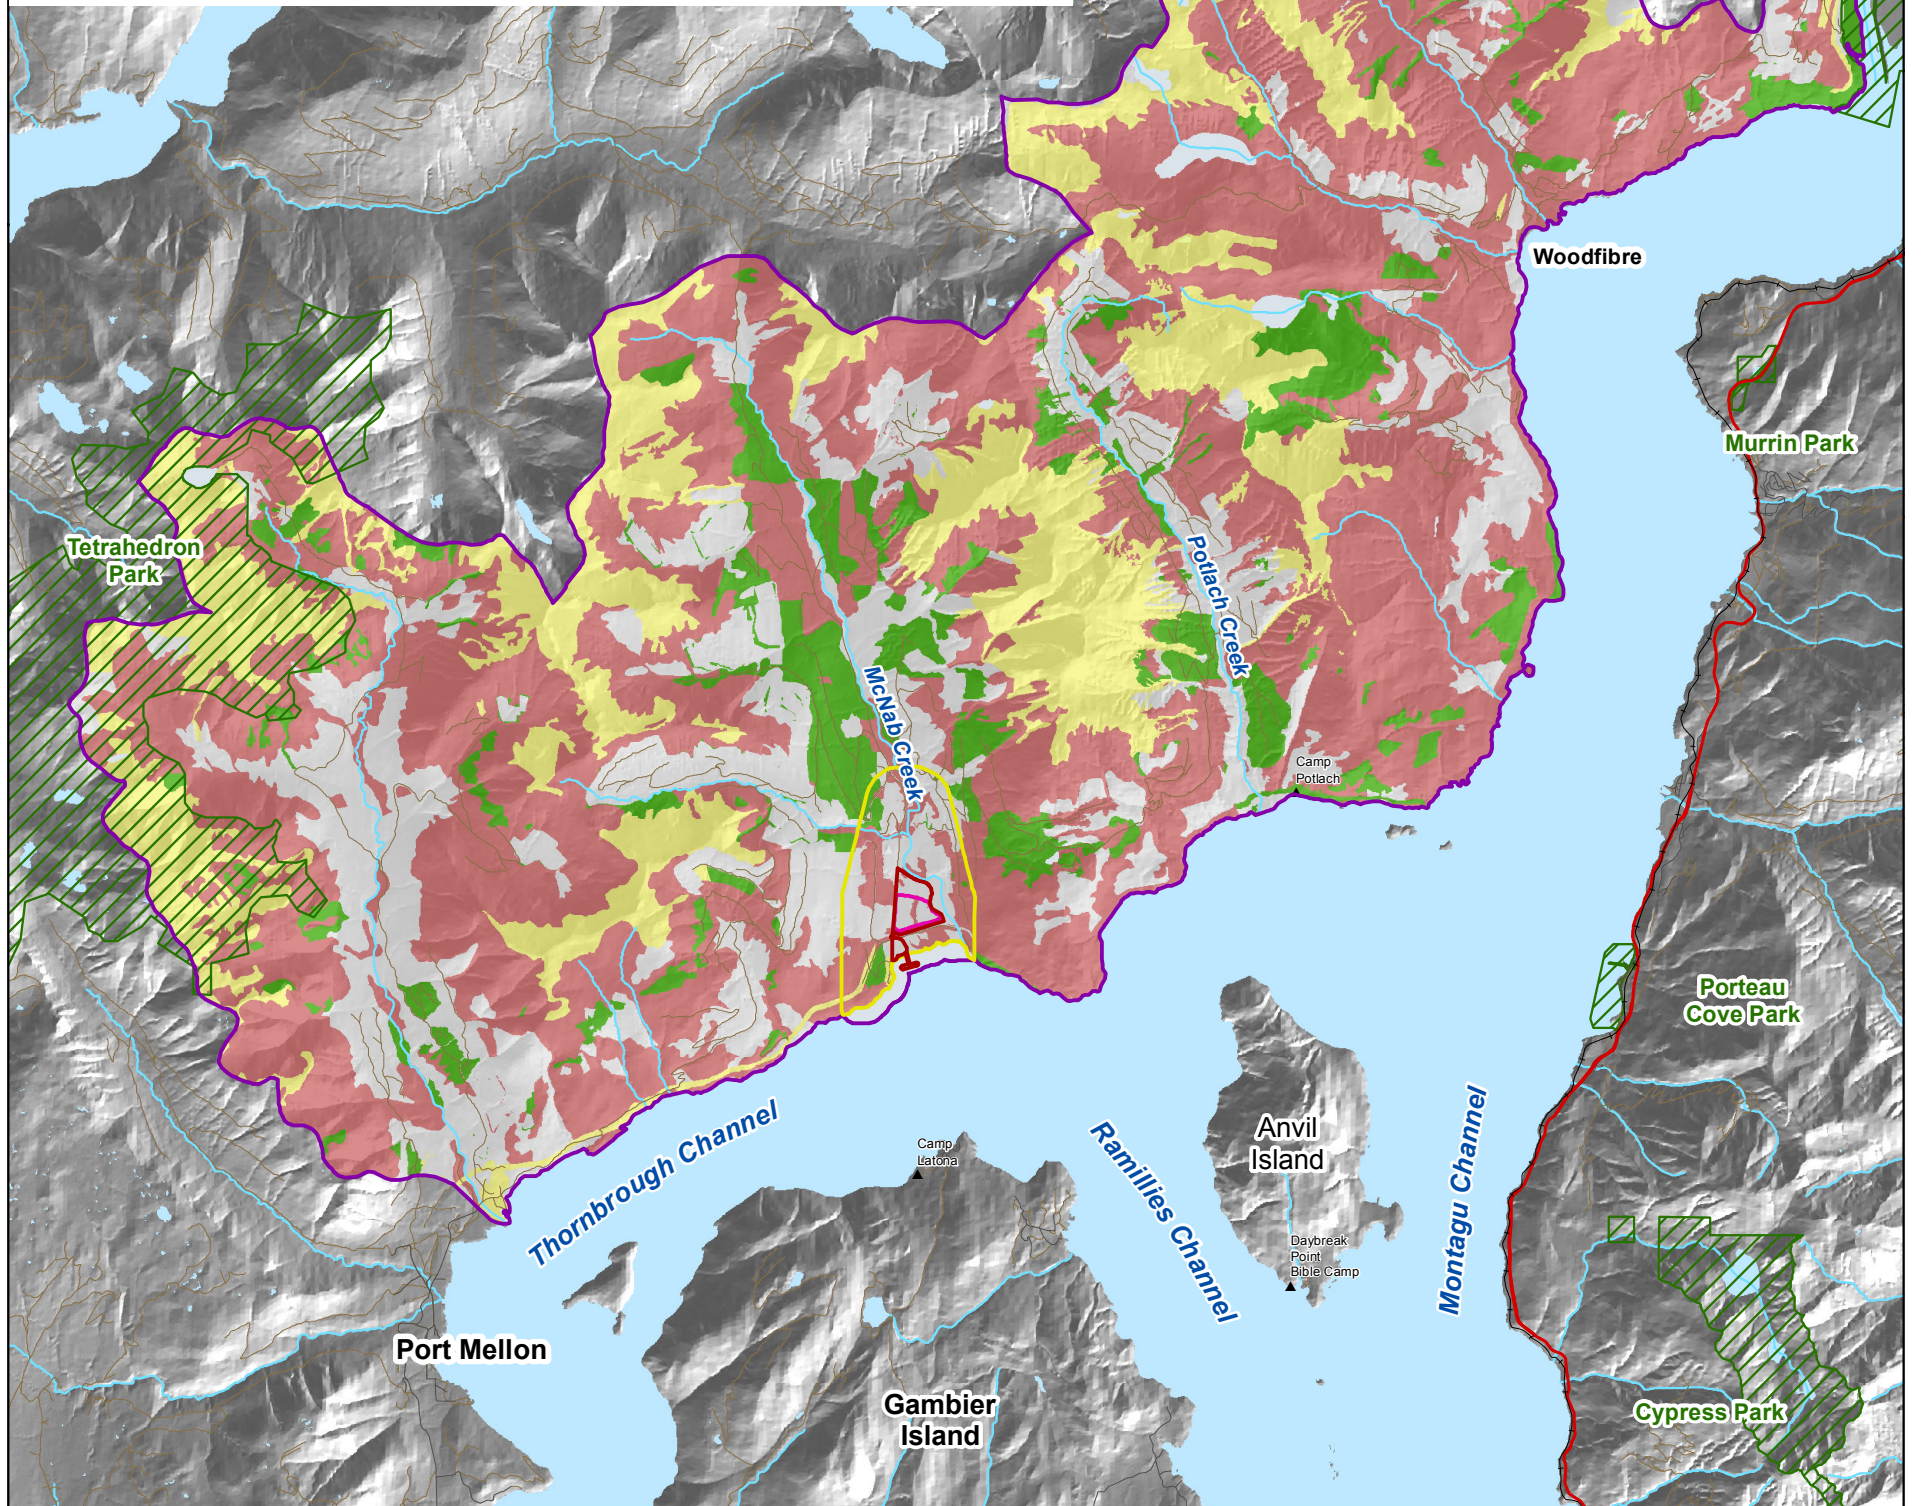 Woodfibre
Murrin Park
Tetrahedron
Park
Potlach Creek
McNab Creek
Camp
Potlach
Porteau
Cove Park
Thornbrough Channel
Camp
Latona
Ramillies Channel
Anvil
Island
Montagu Channel
Daybreak
Point
Bible Camp
Port Mellon
Gambier
Island
Cypress Park